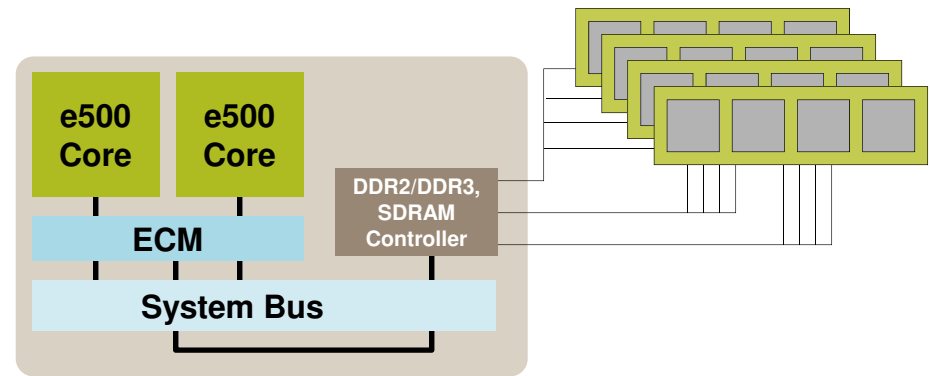 e500
Core
e500
Core
DDR2/DDR3,
SDRAM
Controller
ECM
System Bus